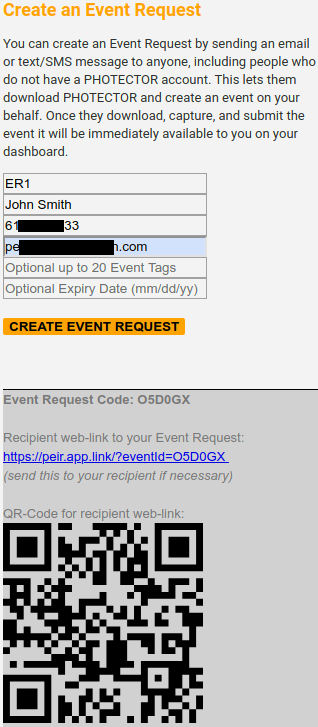 Create an Event Request
You can create an Event Request by sending an email
or text/SMS message to anyone, including people who
do not have a PHOTECTOR account. This lets them
download PHOTECTOR and create an event on your
behalf. Once they download, capture, and submit the
event it will be immediately available to you on your
dashboard.
ER1
John Smith
61 33
pe n.com
Optional up to 20 Event Tags
Optional Expiry Date (mm/dd/yy)
CREATE EVENT REQUEST
Event Request Code: O5D0GX
Recipient web-link to your Event Request:
https://peir.app.link/?eventId=O5D0GX
(send this to your recipient if necessary)
QR-Code for recipient web-link: